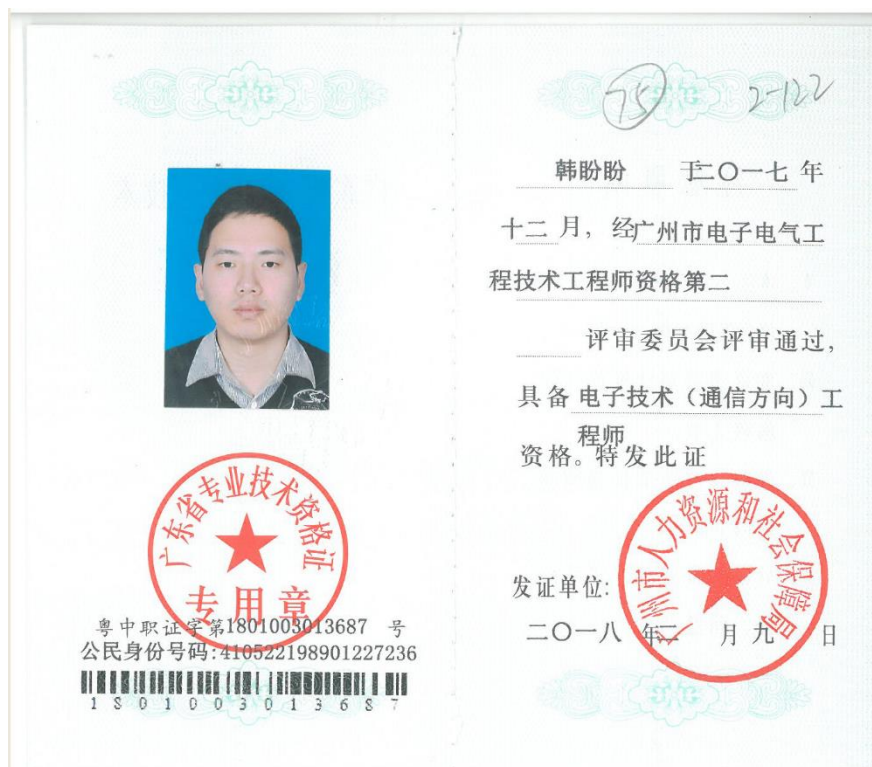 广东省专业技术资格证
专用章
粤中职证字第1801003013687 号
公民身份号码:410522198901227236
1801003013687
75
2-122
韩盼盼 于二〇一七年
十二月，经广州市电子电气工
程技术工程师资格第二
评审委员会评审通过，
具备 电子技术（通信方向）工
程师
资格。特发此证
广州市人力资源和社会保障局
发证单位:
二〇一八 年二 月九 日